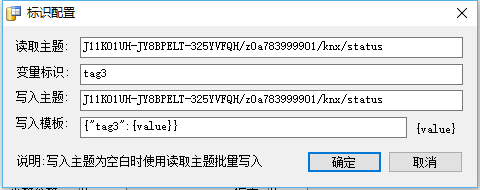 标识配置
读取主题: J11K01UH-JY8BPELT-325YVFQH/z0a783999901/knx/status
变量标识: tag3
写入主题: J11K01UH-JY8BPELT-325YVFQH/z0a783999901/knx/status
写入模板: {"tag3":{value}} {value}
说明:写入主题为空白时使用读取主题批量写入 确定 取消